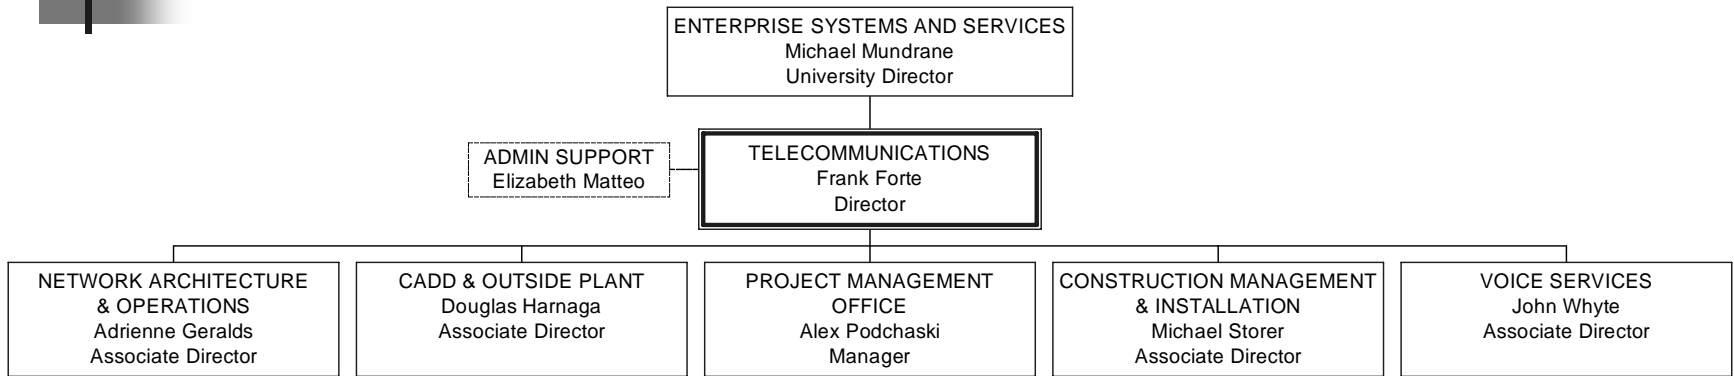 ENTERPRISE SYSTEMS AND SERVICES
Michael Mundrane
University Director
ADMIN SUPPORT
Elizabeth Matteo
TELECOMMUNICATIONS
Frank Forte
Director
NETWORK ARCHITECTURE
& OPERATIONS
Adrienne Geralds
Associate Director
CADD & OUTSIDE PLANT
Douglas Harnaga
Associate Director
PROJECT MANAGEMENT
OFFICE
Alex Podchaski
Manager
CONSTRUCTION MANAGEMENT
& INSTALLATION
Michael Storer
Associate Director
VOICE SERVICES
John Whyte
Associate Director